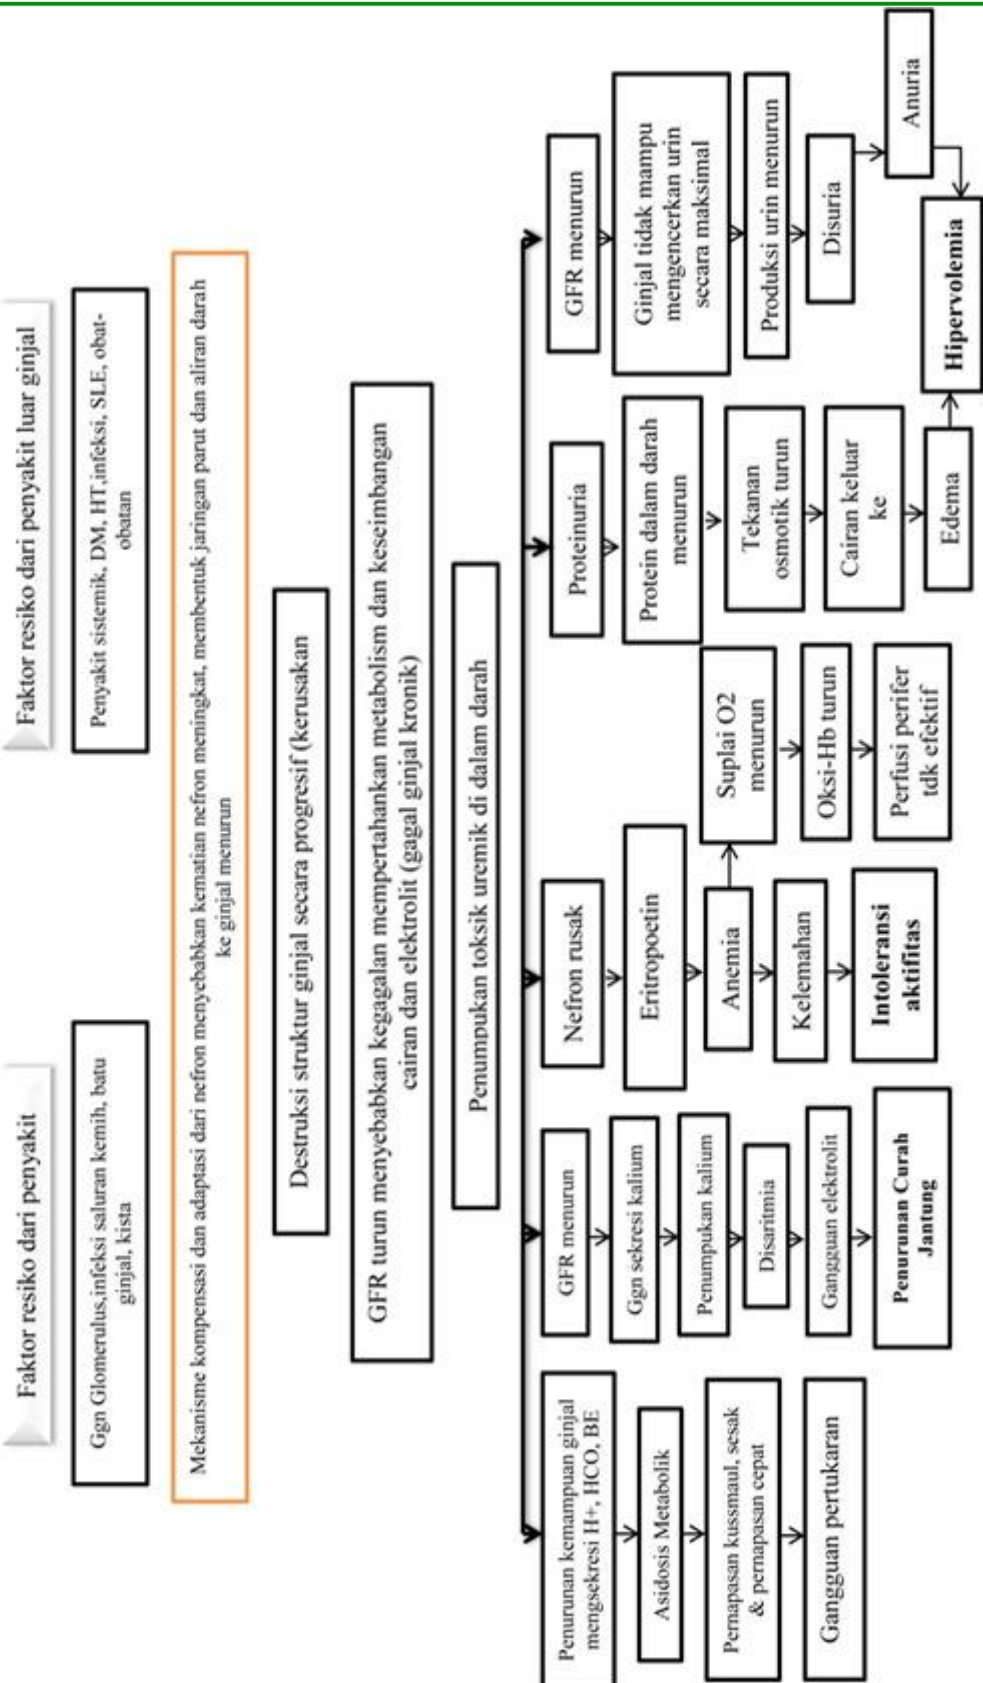 Faktor resiko dari penyakit
Faktor resiko dari penyakit luar ginjal
Ggn Glomerulus,infeksi saluran kemih, batu
ginjal, kista
Penyakit sistemik, DM, HT,infeksi, SLE, obat-
obatan
Mekanisme kompensasi dan adaptasi dari nefron menyebabkan kematian nefron meningkat, membentuk jaringan parut dan aliran darah
ke ginjal menurun
Destruksi struktur ginjal secara progresif (kerusakan
GFR turun menyebabkan kegagalan mempertahankan metabolism dan keseimbangan
cairan dan elektrolit (gagal ginjal kronik)
Penumpukan toksik uremik di dalam darah
Penurunan kemampuan ginjal
mengsekresi H+, HCO, BE
Asidosis Metabolik
Pernapasan kussmaul, sesak
& pernapasan cepat
Gangguan pertukaran
GFR menurun
Ggn sekresi kalium
Penumpukan kalium
Disaritmia
Gangguan elektrolit
Penurunan Curah
Jantung
Nefron rusak
Eritropoetin
Anemia
Kelemahan
Intoleransi
aktifitas
Suplai O2
menurun
Oksi-Hb turun
Perfusi perifer
tdk efektif
Proteinuria
Protein dalam darah
menurun
Tekanan
osmotik turun
Cairan keluar
ke
Edema
GFR menurun
Ginjal tidak mampu
mengencerkan urin
secara maksimal
Produksi urin menurun
Disuria
Anuria
Hipervolemia